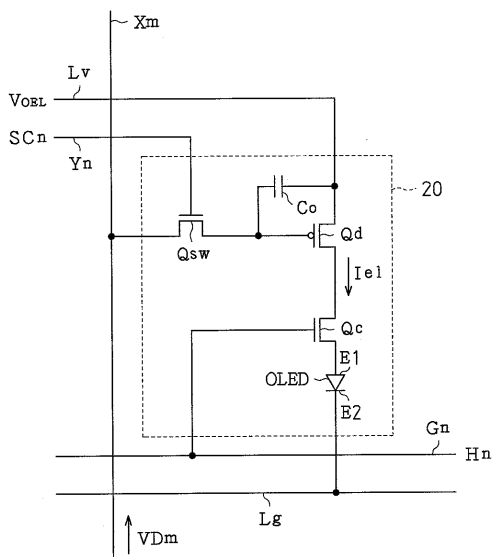 Xm
Lv
VOEL
SCn
Yn
20
Co
Qd
Qsw
Iel
Qc
E1
OLED
E2
Gn
Hn
Lg
VDm